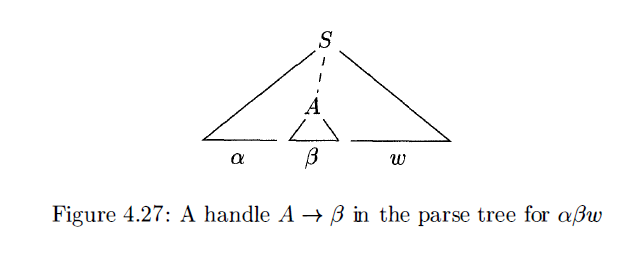 S
A
α β w
Figure 4.27: A handle A → β in the parse tree for αβw